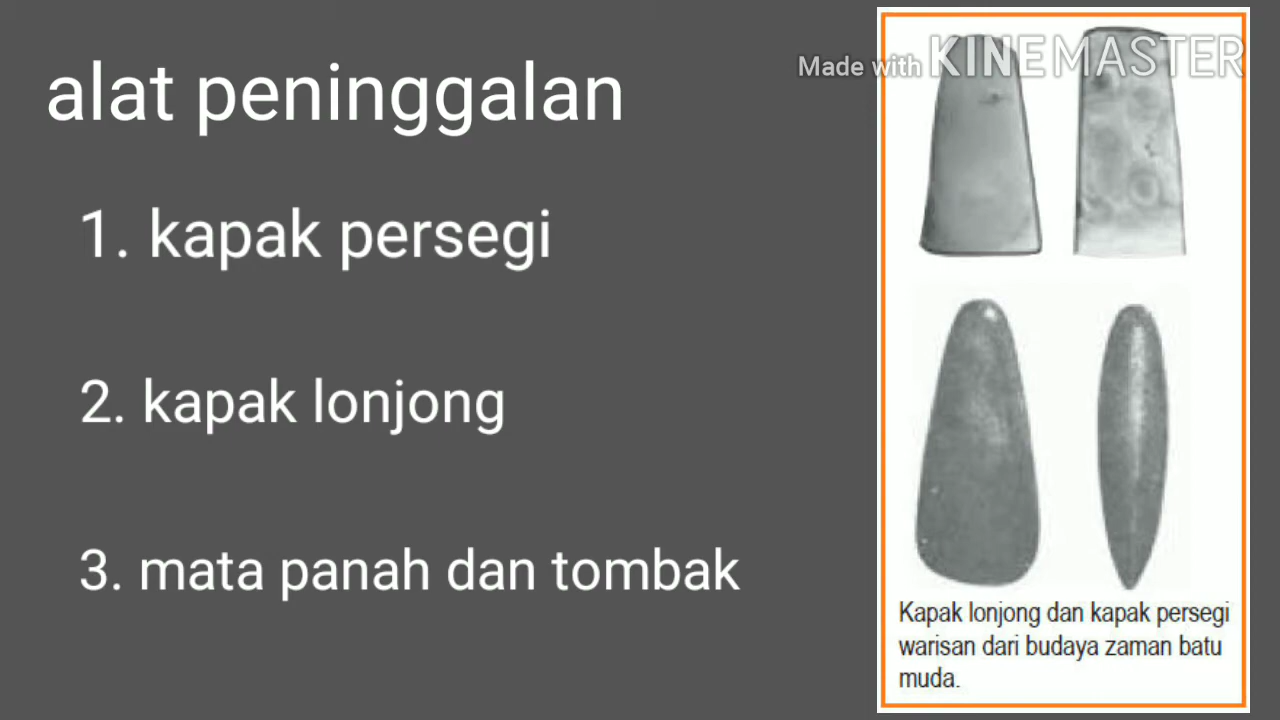 alat peninggalan
1. kapak persegi
2. kapak lonjong
3. mata panah dan tombak
Made with KINEMASTER
Kapak lonjong dan kapak persegi
warisan dari budaya zaman batu
muda.